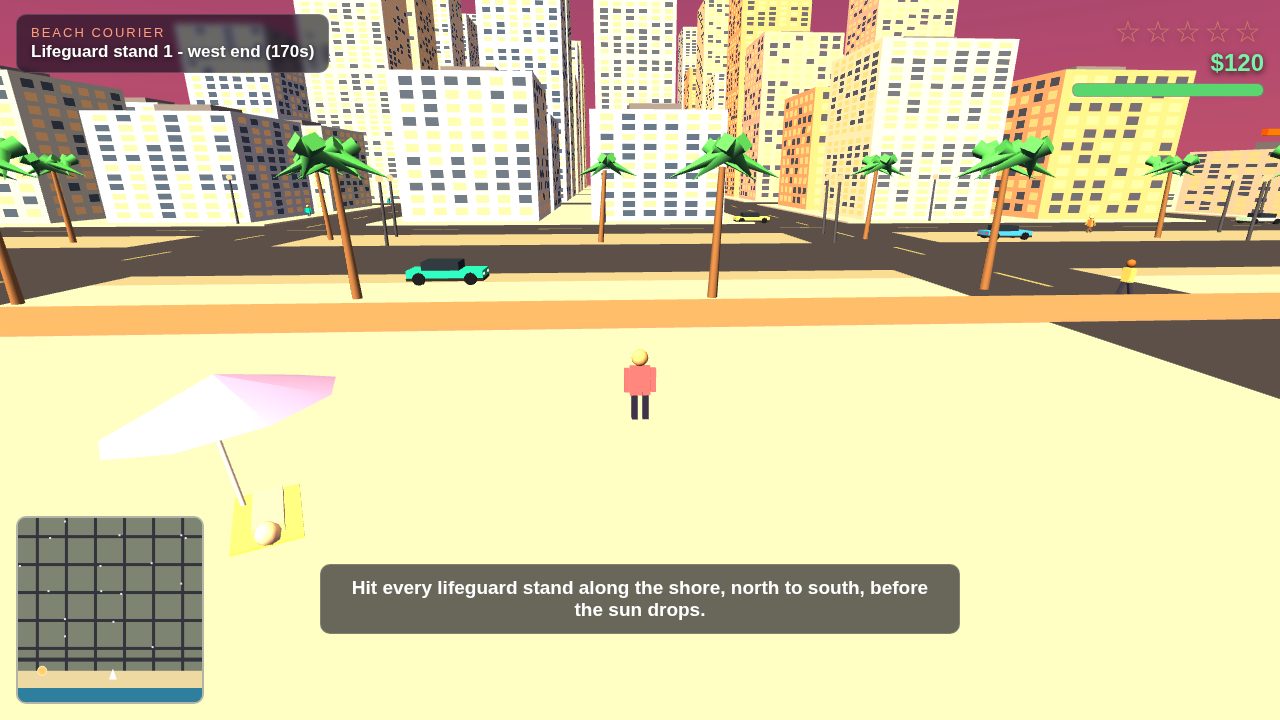 BEACH COURIER
Lifeguard stand 1 - west end (170s)
☆☆☆☆☆
$120
Hit every lifeguard stand along the shore, north to south, before
the sun drops.